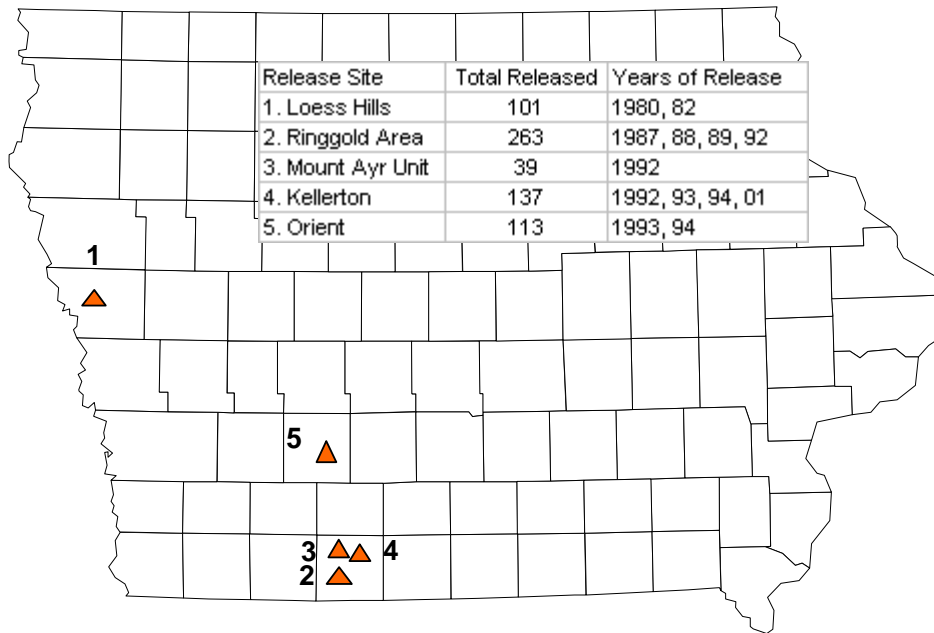 Release Site Total Released Years of Release
1. Loess Hills 101 1980, 82
2. Ringgold Area 263 1987, 88, 89, 92
3. Mount Ayr Unit 39 1992
4. Kellerton 137 1992, 93, 94, 01
5. Orient 113 1993, 94
1
5
3 4
2